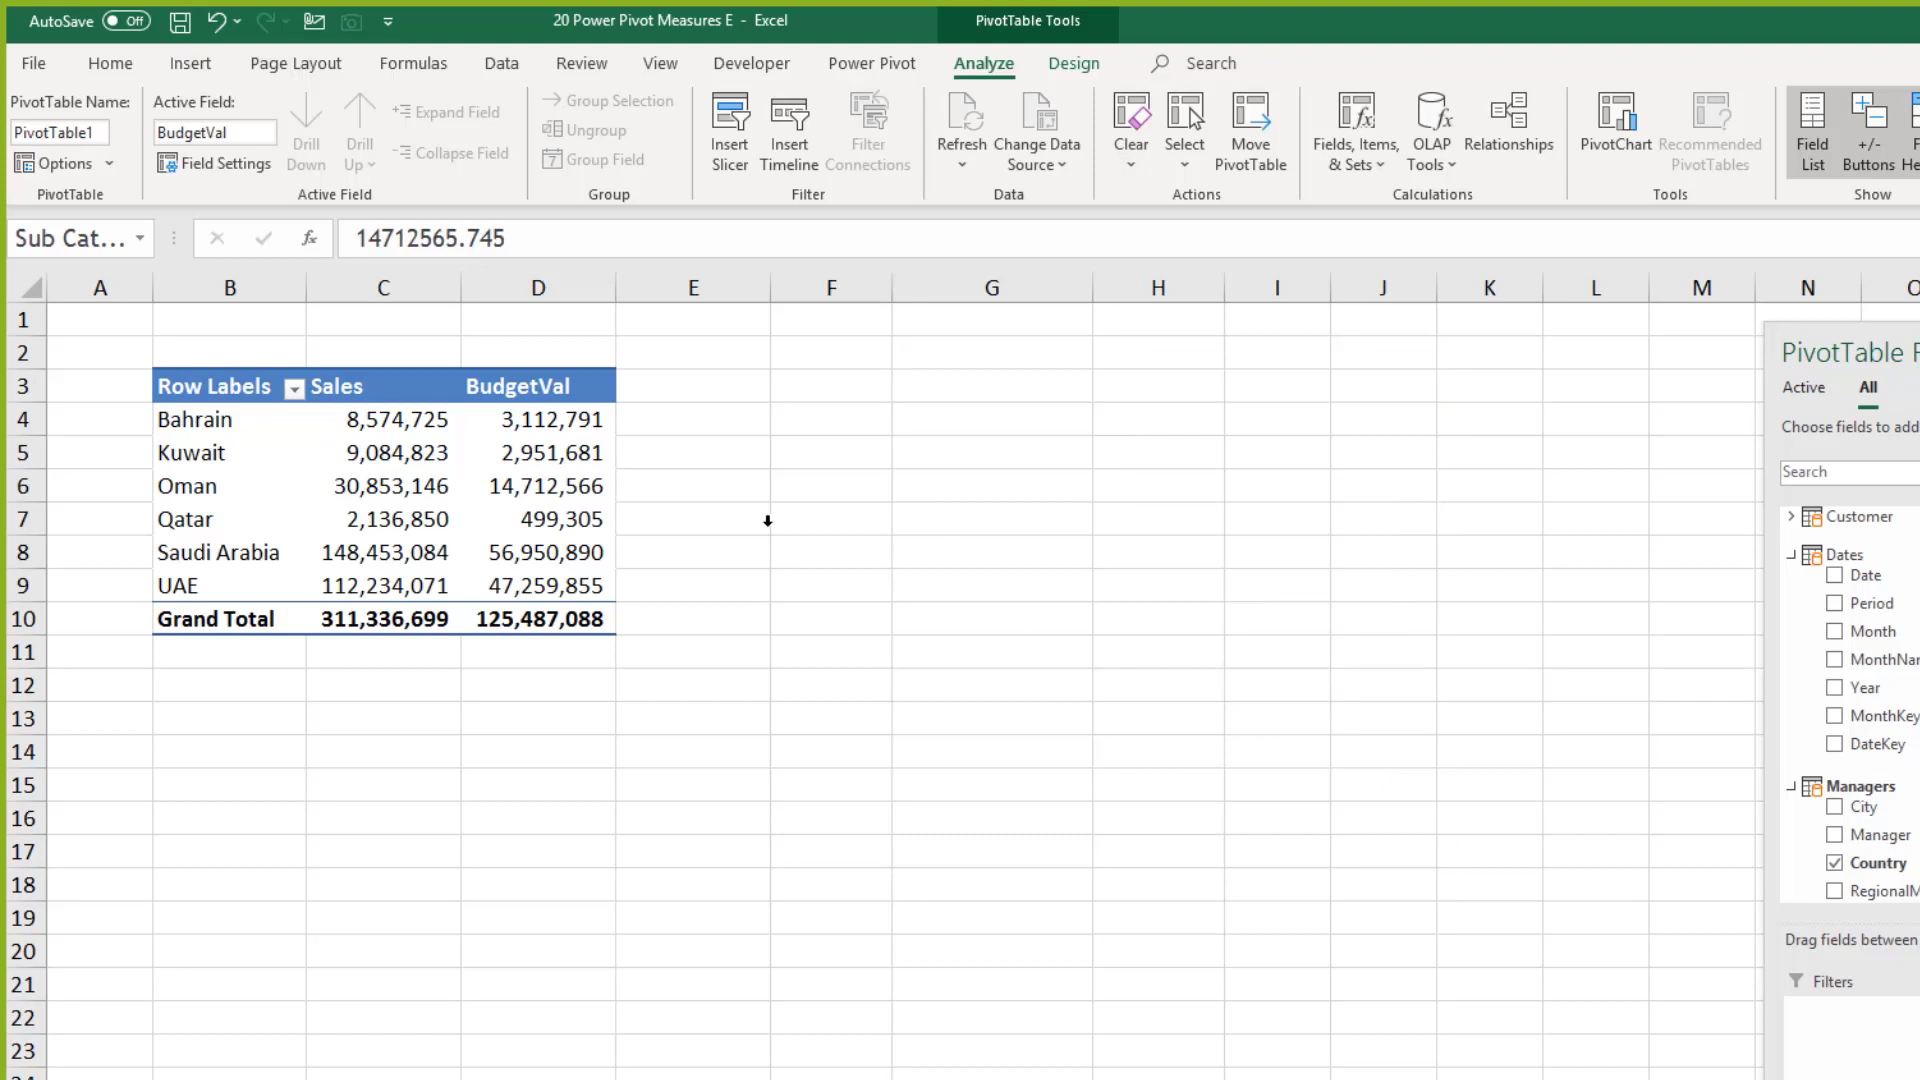 AutoSave Off 20 Power Pivot Measures E - Excel PivotTable Tools
File Home Insert Page Layout Formulas Data Review View Developer Power Pivot Analyze Design Search
PivotTable Name:
PivotTable1
Options
PivotTable
Active Field:
BudgetVal
Field Settings
Drill Down
Drill Up
Expand Field
Collapse Field
Active Field
Group Selection
Ungroup
Group Field
Group
Insert Slicer
Insert Timeline
Filter Connections
Filter
Refresh
Change Data Source
Data
Clear
Select
Move PivotTable
Actions
Fields, Items, & Sets
OLAP Tools
Relationships
Calculations
PivotChart
Recommended PivotTables
Tools
Field List
+/- Buttons
Show
Sub Cat... fx 14712565.745
A B C D E F G H I J K L M N
1
2
3 Row Labels Sales BudgetVal
4 Bahrain 8,574,725 3,112,791
5 Kuwait 9,084,823 2,951,681
6 Oman 30,853,146 14,712,566
7 Qatar 2,136,850 499,305
8 Saudi Arabia 148,453,084 56,950,890
9 UAE 112,234,071 47,259,855
10 Grand Total 311,336,699 125,487,088
11
12
13
14
15
16
17
18
19
20
21
22
23
PivotTable F
Active All
Choose fields to add
Search
Customer
Dates
Date
Period
Month
MonthNa
Year
MonthKey
DateKey
Managers
City
Manager
Country
RegionalM
Drag fields between
Filters